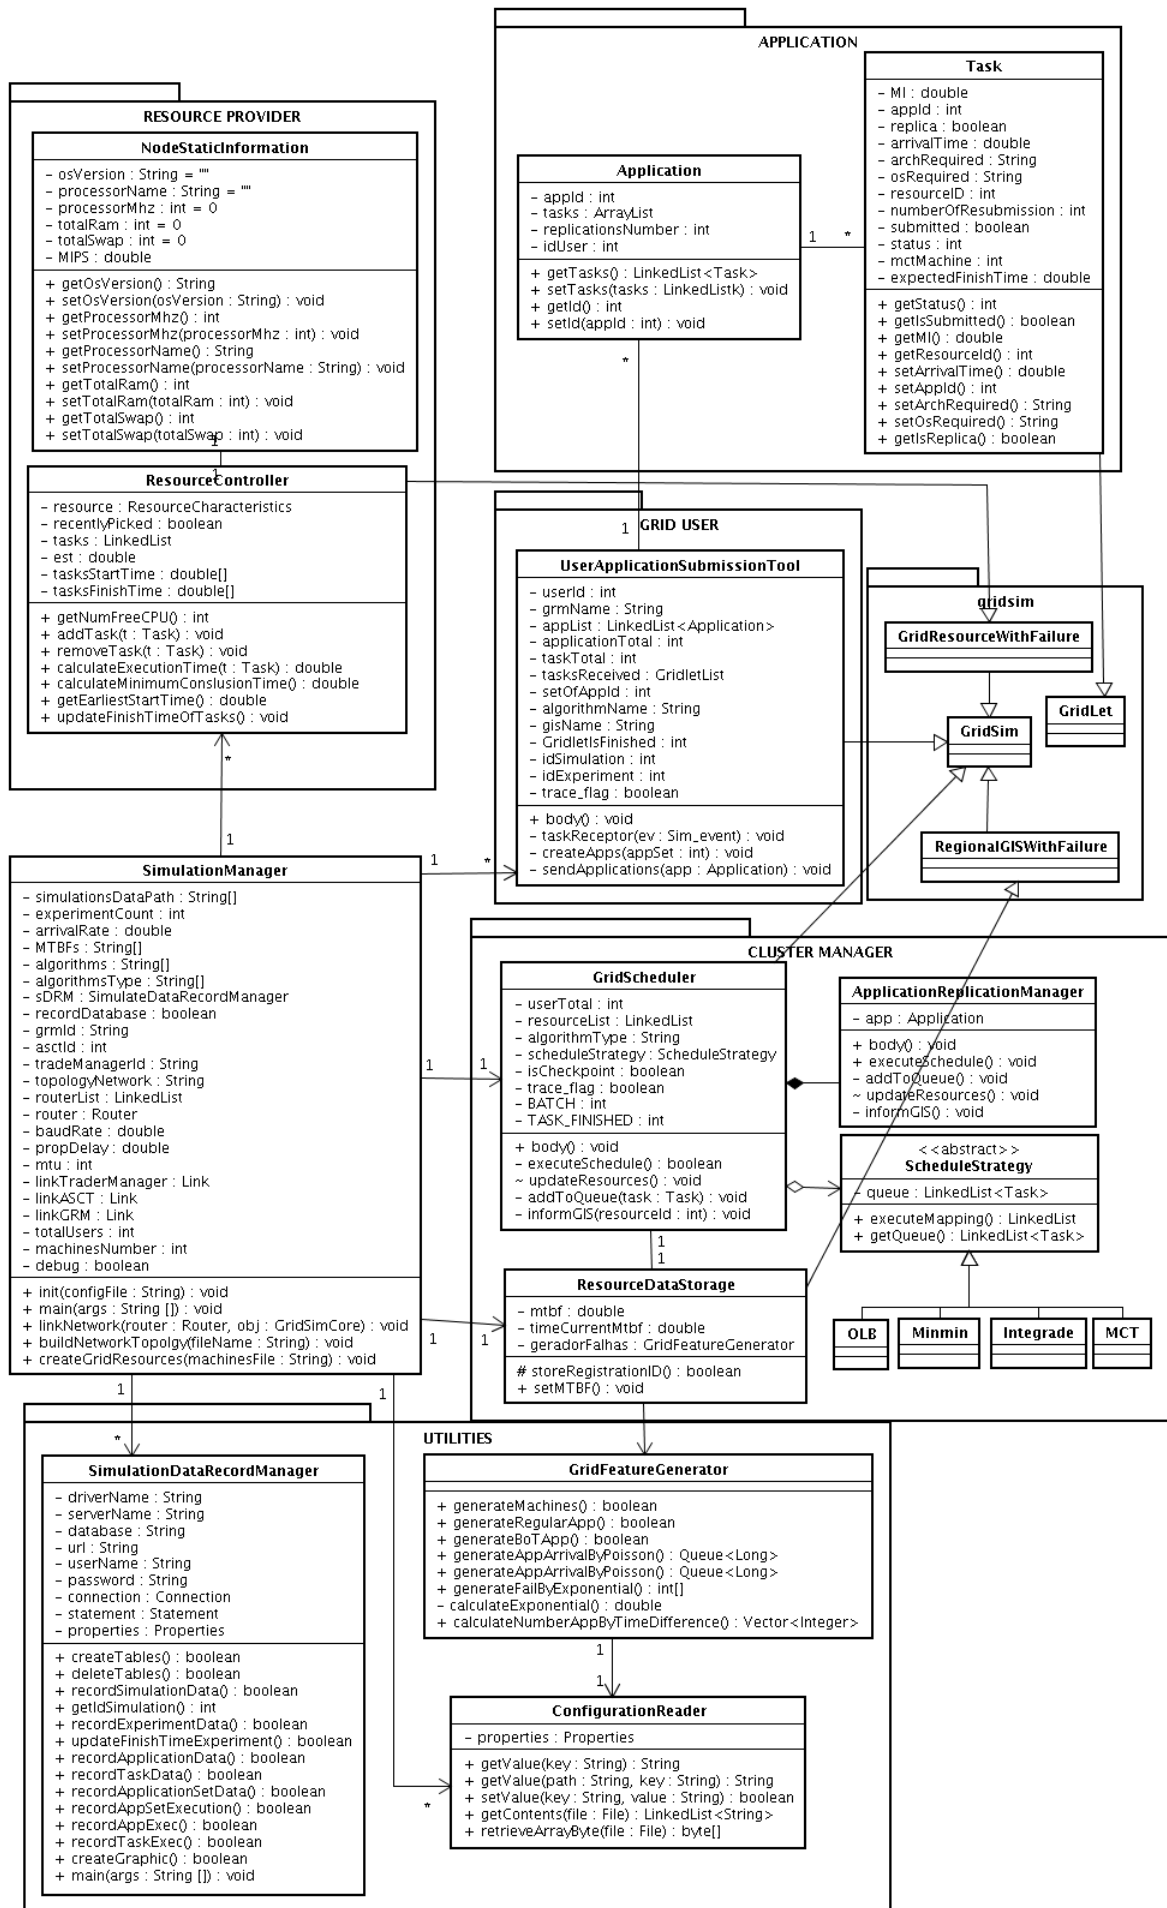 APPLICATION
Task
- MI : double
- appId : int
- replica : boolean
- arrivalTime : double
- archRequired : String
- osRequired : String
- resourceID : int
- numberOfResubmission : int
- submitted : boolean
- status : int
- mctMachine : int
- expectedFinishTime : double
+ getStatus() : int
+ getIsSubmitted() : boolean
+ getMI() : double
+ getResourceId() : int
+ setArrivalTime() : double
+ setAppId() : int
+ setArchRequired() : String
+ setOsRequired() : String
+ getIsReplica() : boolean
Application
- appId : int
- tasks : ArrayList
- replicationsNumber : int
- idUser : int
+ getTasks() : LinkedList<Task>
+ setTasks(tasks : LinkedListk) : void
+ getId() : int
+ setId(appId : int) : void
1
*
*
1
RESOURCE PROVIDER
NodeStaticInformation
- osVersion : String = ""
- processorName : String = ""
- processorMhz : int = 0
- totalRam : int = 0
- totalSwap : int = 0
- MIPS : double
+ getOsVersion() : String
+ setOsVersion(osVersion : String) : void
+ getProcessorMhz() : int
+ setProcessorMhz(processorMhz : int) : void
+ getProcessorName() : String
+ setProcessorName(processorName : String) : void
+ getTotalRam() : int
+ setTotalRam(totalRam : int) : void
+ getTotalSwap() : int
+ setTotalSwap(totalSwap : int) : void
1
1
ResourceController
- resource : ResourceCharacteristics
- recentlyPicked : boolean
- tasks : LinkedList
- est : double
- tasksStartTime : double[]
- tasksFinishTime : double[]
+ getNumFreeCPU() : int
+ addTask(t : Task) : void
+ removeTask(t : Task) : void
+ calculateExecutionTime(t : Task) : double
+ calculateMinimumConslusionTime() : double
+ getEarliestStartTime() : double
+ updateFinishTimeOfTasks() : void
*
1
GRID USER
UserApplicationSubmissionTool
- userId : int
- grmName : String
- appList : LinkedList<Application>
- applicationTotal : int
- taskTotal : int
- tasksReceived : GridletList
- setOfAppId : int
- algorithmName : String
- gisName : String
- GridletIsFinished : int
- idSimulation : int
- idExperiment : int
- trace_flag : boolean
+ body() : void
- taskReceptor(ev : Sim_event) : void
- createApps(appSet : int) : void
- sendApplications(app : Application) : void
gridsim
GridResourceWithFailure
GridLet
GridSim
RegionalGISWithFailure
SimulationManager
- simulationsDataPath : String[]
- experimentCount : int
- arrivalRate : double
- MTBFs : String[]
- algorithms : String[]
- algorithmsType : String[]
- sDRM : SimulateDataRecordManager
- recordDatabase : boolean
- grmId : String
- asctId : int
- tradeManagerId : String
- topologyNetwork : String
- routerList : LinkedList
- router : Router
- baudRate : double
- propDelay : double
- mtu : int
- linkTraderManager : Link
- linkASCT : Link
- linkGRM : Link
- totalUsers : int
- machinesNumber : int
- debug : boolean
+ init(configFile : String) : void
+ main(args : String []) : void
+ linkNetwork(router : Router, obj : GridSimCore) : void
+ buildNetworkTopolgy(fileName : String) : void
+ createGridResources(machinesFile : String) : void
1
*
1
1
1
1
1
*
1
*
CLUSTER MANAGER
GridScheduler
- userTotal : int
- resourceList : LinkedList
- algorithmType : String
- scheduleStrategy : ScheduleStrategy
- isCheckpoint : boolean
- trace_flag : boolean
- BATCH : int
- TASK_FINISHED : int
+ body() : void
- executeSchedule() : boolean
~ updateResources() : void
- addToQueue(task : Task) : void
- informGIS(resourceId : int) : void
ApplicationReplicationManager
- app : Application
+ body() : void
+ executeSchedule() : void
- addToQueue() : void
~ updateResources() : void
- informGIS() : void
<<abstract>>
ScheduleStrategy
- queue : LinkedList<Task>
+ executeMapping() : LinkedList
+ getQueue() : LinkedList<Task>
1
1
ResourceDataStorage
- mtbf : double
- timeCurrentMtbf : double
- geradorFalhas : GridFeatureGenerator
# storeRegistrationID() : boolean
+ setMTBF() : void
OLB
Minmin
Integrade
MCT
UTILITIES
SimulationDataRecordManager
- driverName : String
- serverName : String
- database : String
- url : String
- userName : String
- password : String
- connection : Connection
- statement : Statement
- properties : Properties
+ createTables() : boolean
+ deleteTables() : boolean
+ recordSimulationData() : boolean
+ getIdSimulation() : int
+ recordExperimentData() : boolean
+ updateFinishTimeExperiment() : boolean
+ recordApplicationData() : boolean
+ recordTaskData() : boolean
+ recordApplicationSetData() : boolean
+ recordAppSetExecution() : boolean
+ recordAppExec() : boolean
+ recordTaskExec() : boolean
+ createGraphic() : boolean
+ main(args : String []) : void
GridFeatureGenerator
+ generateMachines() : boolean
+ generateRegularApp() : boolean
+ generateBoTApp() : boolean
+ generateAppArrivalByPoisson() : Queue<Long>
+ generateAppArrivalByPoisson() : Queue<Long>
+ generateFailByExponential() : int[]
- calculateExponential() : double
+ calculateNumberAppByTimeDifference() : Vector<Integer>
1
1
ConfigurationReader
- properties : Properties
+ getValue(key : String) : String
+ getValue(path : String, key : String) : String
+ setValue(key : String, value : String) : boolean
+ getContents(file : File) : LinkedList<String>
+ retrieveArrayByte(file : File) : byte[]